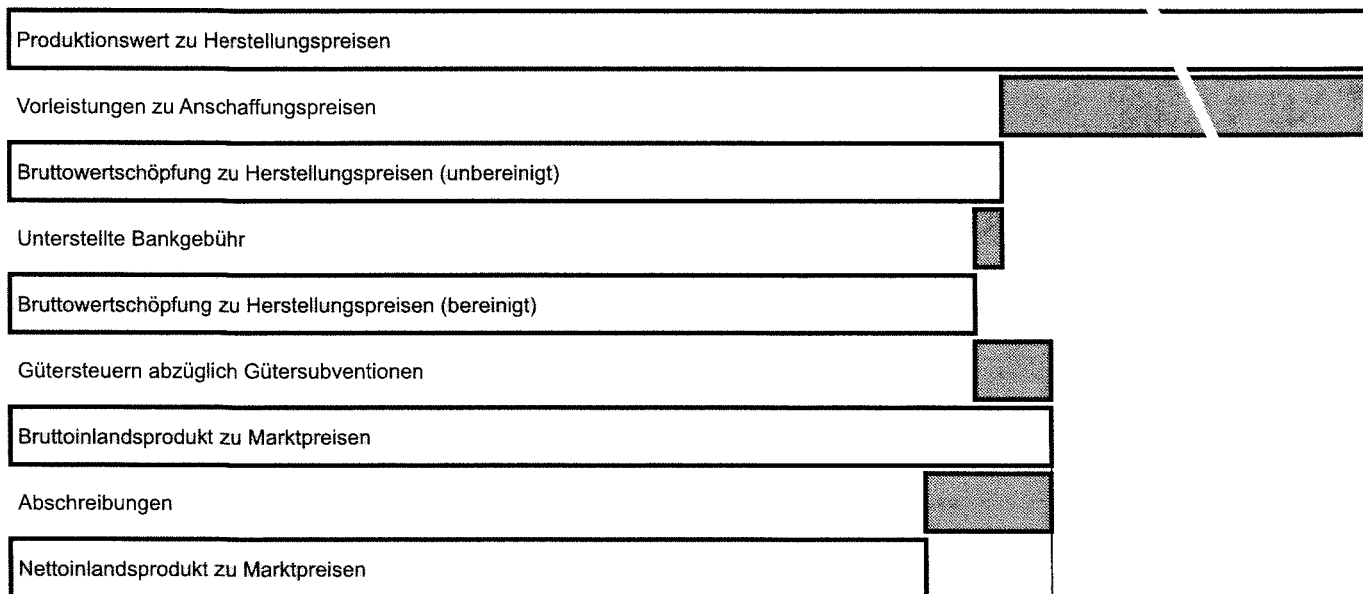 Produktionswert zu Herstellungspreisen
Vorleistungen zu Anschaffungspreisen
Bruttowertschöpfung zu Herstellungspreisen (unbereinigt)
Unterstellte Bankgebühr
Bruttowertschöpfung zu Herstellungspreisen (bereinigt)
Gütersteuern abzüglich Gütersubventionen
Bruttoinlandsprodukt zu Marktpreisen
Abschreibungen
Nettoinlandsprodukt zu Marktpreisen